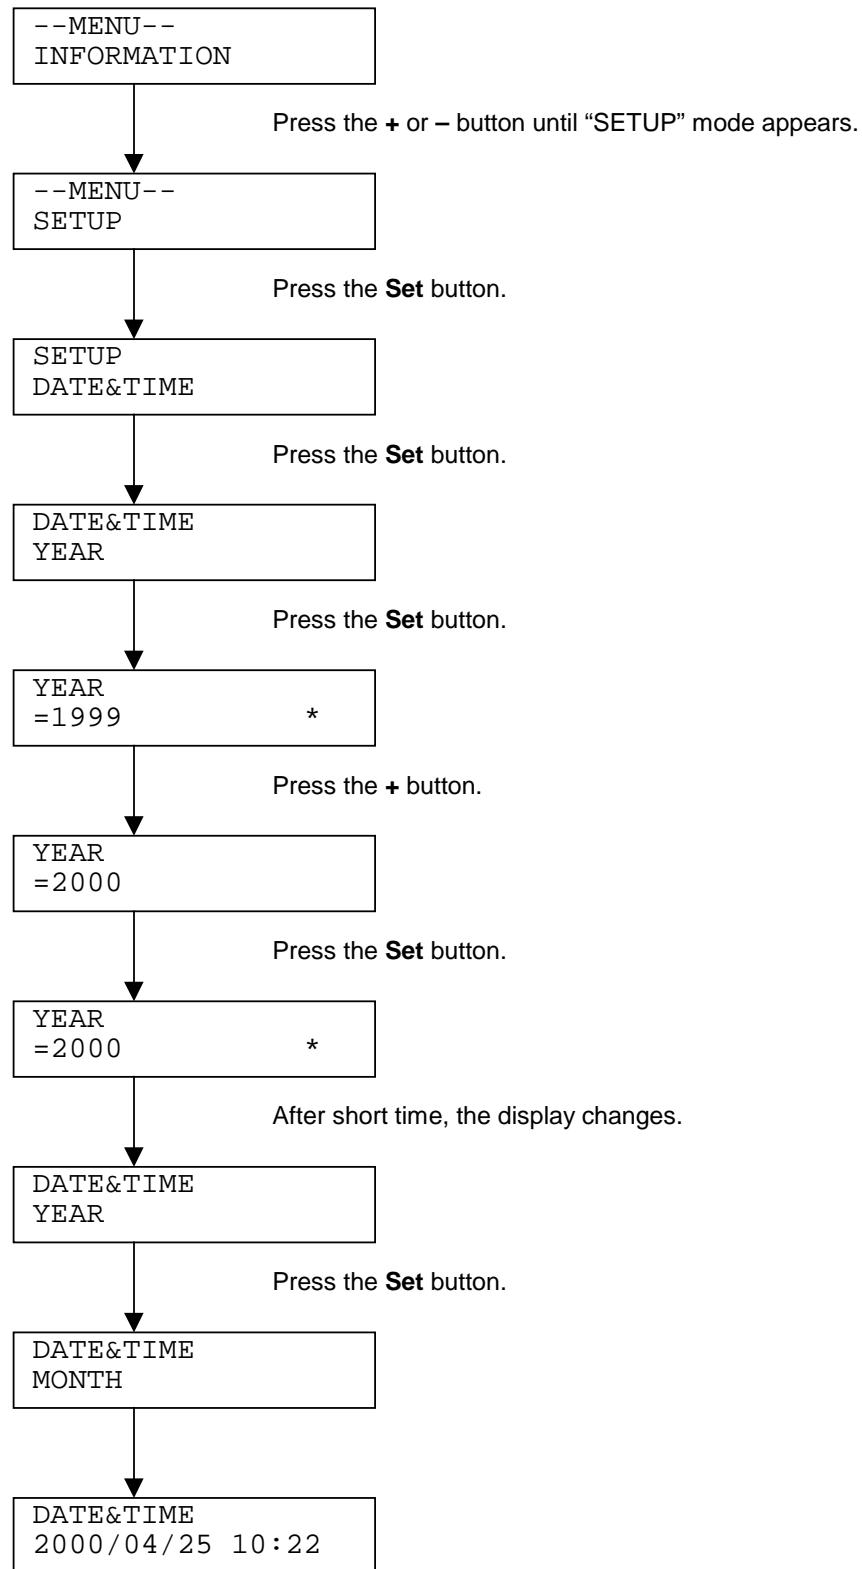 --MENU--
INFORMATION
Press the + or – button until “SETUP” mode appears.
--MENU--
SETUP
Press the Set button.
SETUP
DATE&TIME
Press the Set button.
DATE&TIME
YEAR
Press the Set button.
YEAR
=1999 *
Press the + button.
YEAR
=2000
Press the Set button.
YEAR
=2000 *
After short time, the display changes.
DATE&TIME
YEAR
Press the Set button.
DATE&TIME
MONTH
DATE&TIME
2000/04/25 10:22